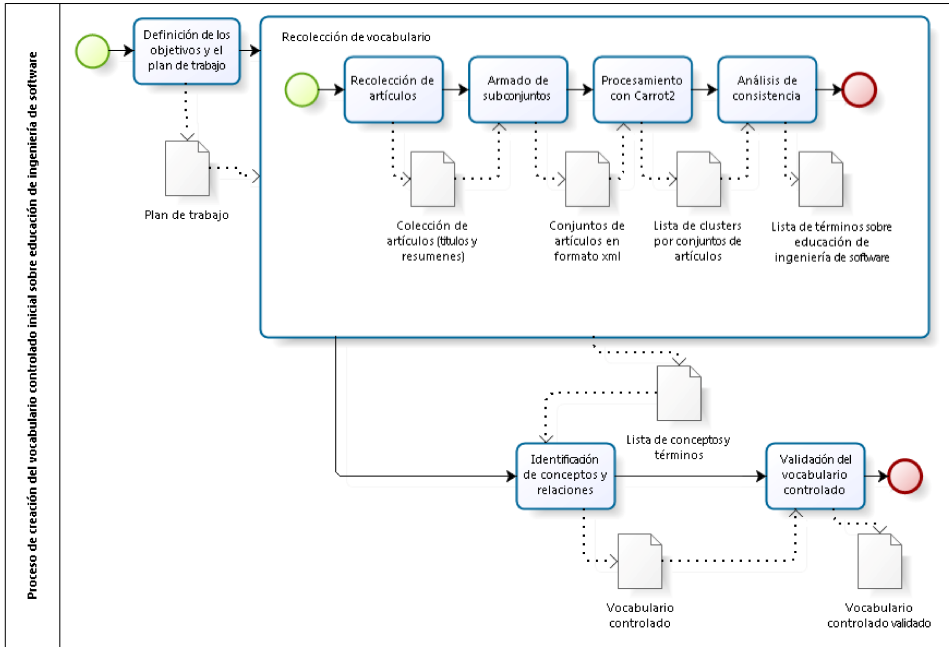 Proceso de creación del vocabulario controlado inicial sobre educación de ingeniería de software
Definición de los
objetivos y el
plan de trabajo
Plan de trabajo
Recolección de vocabulario
Recolección de
artículos
Armado de
subconjuntos
Procesamiento
con Carrot2
Análisis de
consistencia
Colección de
artículos (títulos y
resumenes)
Conjuntos de
artículos en
formato xml
Lista de clusters
por conjuntos de
artículos
Lista de términos sobre
educación de
ingeniería de software
Lista de conceptos y
términos
Identificación
de conceptos y
relaciones
Validación del
vocabulario
controlado
Vocabulario
controlado
Vocabulario
controlado validado